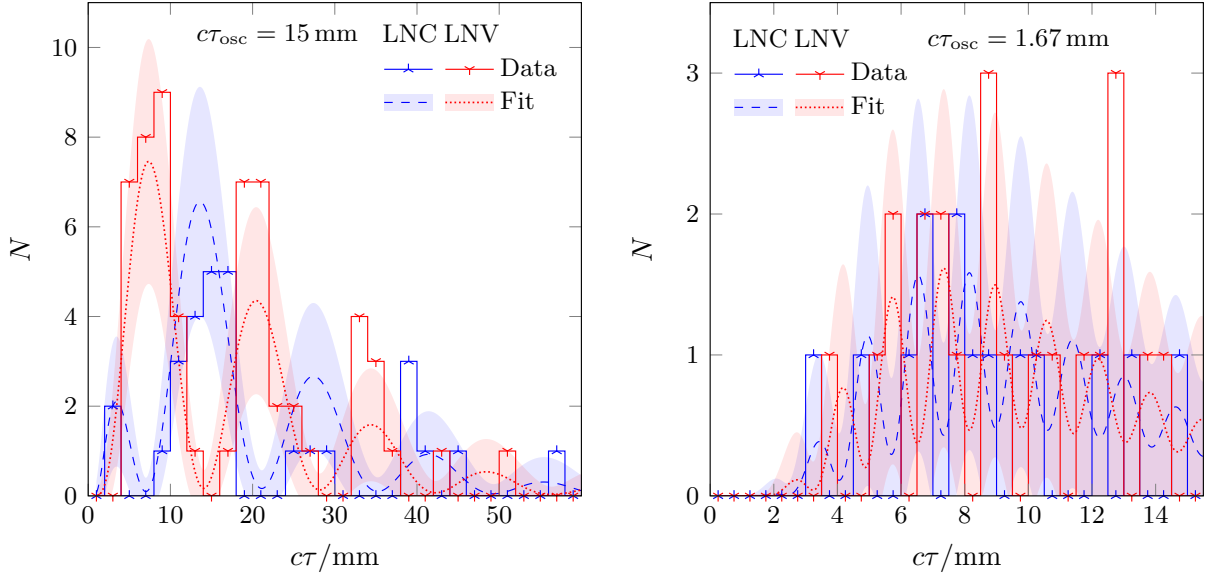 cτosc = 15 mm
LNC LNV
Data
Fit
10
8
6
4
2
0
N
0 10 20 30 40 50
cτ/mm
LNC LNV
cτosc = 1.67 mm
Data
Fit
3
2
1
0
N
0 2 4 6 8 10 12 14
cτ/mm